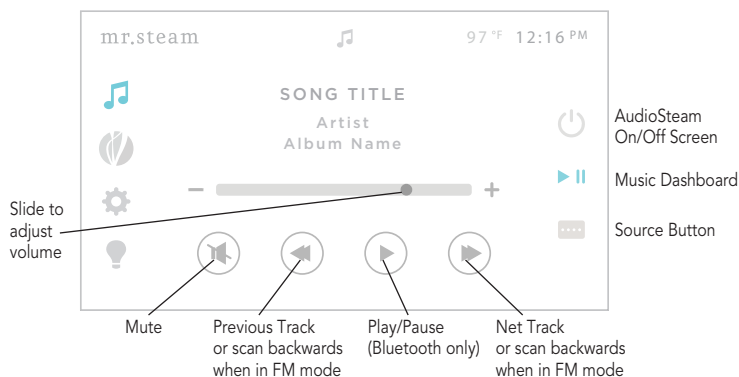 mr.steam
97 °F 12:16 PM
SONG TITLE
Artist
Album Name
AudioSteam
On/Off Screen
Music Dashboard
Source Button
Slide to
adjust
volume
Mute
Previous Track
or scan backwards
when in FM mode
Play/Pause
(Bluetooth only)
Net Track
or scan backwards
when in FM mode